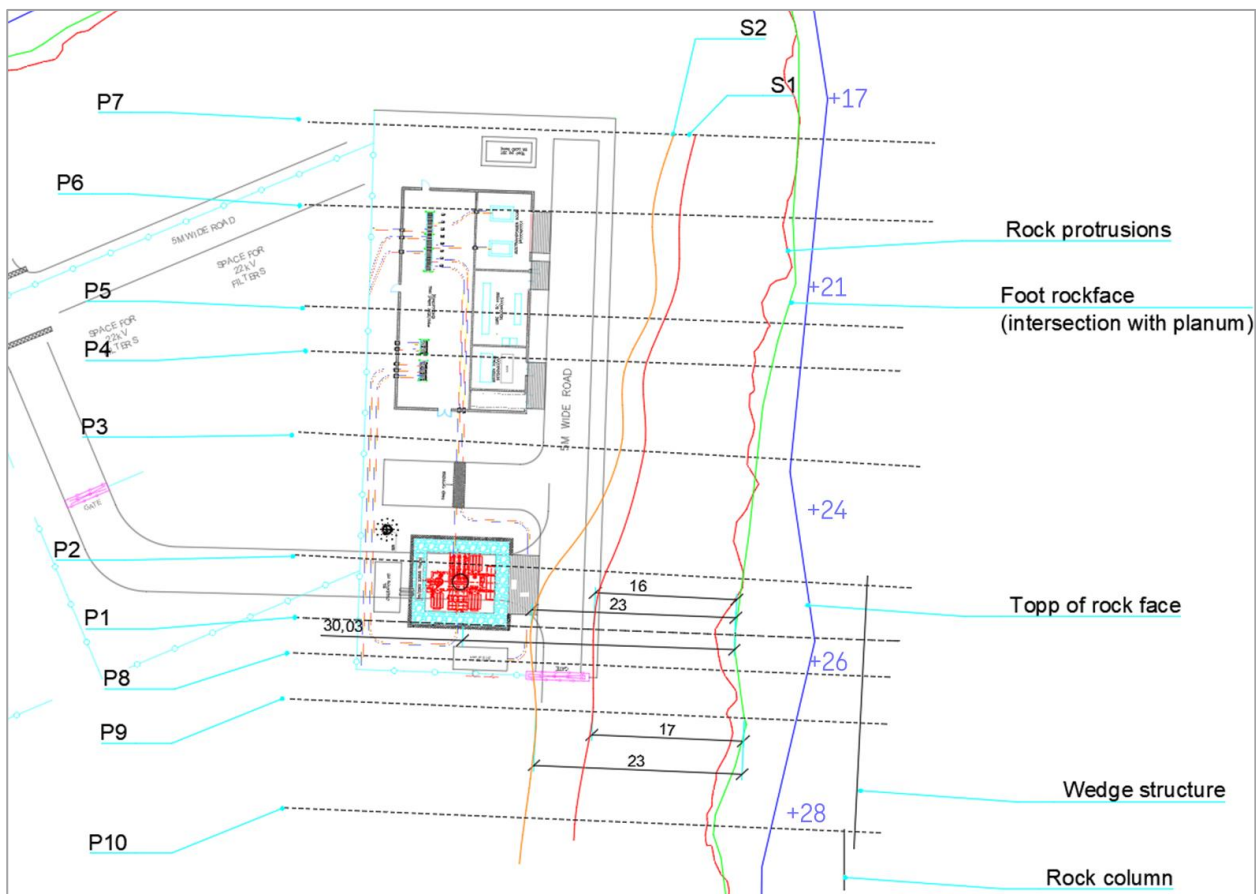 S2
S1
P7
+17
P6
5M WIDE ROAD
Rock protrusions
SPACE FOR
22kV
FILTERS
P5
+21
Foot rockface
(intersection with planum)
SPACE FOR
22kV
FILTERS
P4
5M WIDE ROAD
P3
GATE
+24
P2
16
23
Topp of rock face
P1
30,03
+26
P8
GATE
P9
17
23
Wedge structure
+28
P10
Rock column